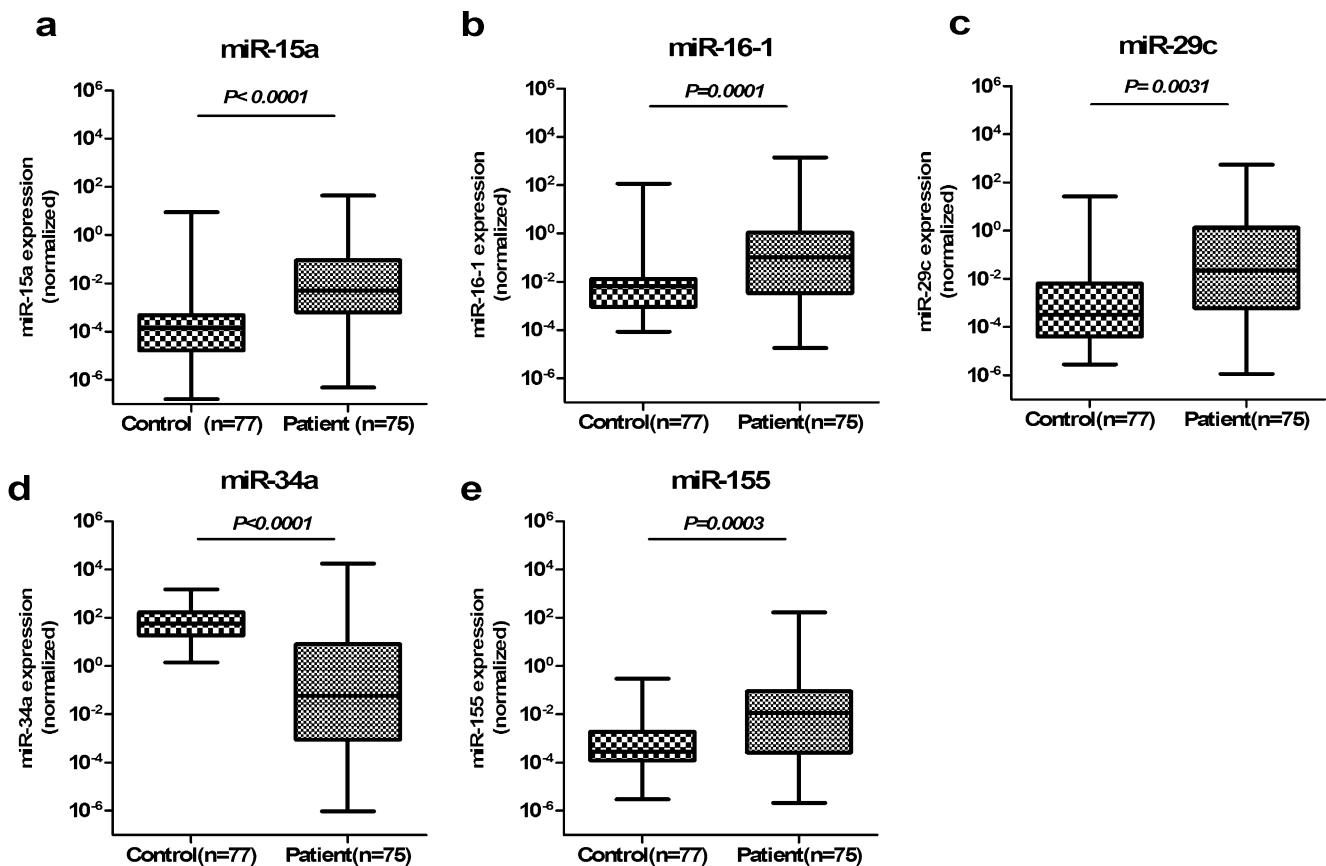 a
miR-15a
P< 0.0001
10^6
10^4
10^2
10^0
10^-2
10^-4
10^-6
miR-15a expression
(normalized)
Control (n=77) Patient (n=75)
b
miR-16-1
P=0.0001
10^6
10^4
10^2
10^0
10^-2
10^-4
10^-6
miR-16-1 expression
(normalized)
Control(n=77) Patient(n=75)
c
miR-29c
P= 0.0031
10^6
10^4
10^2
10^0
10^-2
10^-4
10^-6
miR-29c expression
(normalized)
Control (n=77) Patient (n=75)
d
miR-34a
P<0.0001
10^6
10^4
10^2
10^0
10^-2
10^-4
10^-6
miR-34a expression
(normalized)
Control(n=77) Patient(n=75)
e
miR-155
P=0.0003
10^6
10^4
10^2
10^0
10^-2
10^-4
10^-6
miR-155 expression
(normalized)
Control(n=77) Patient(n=75)